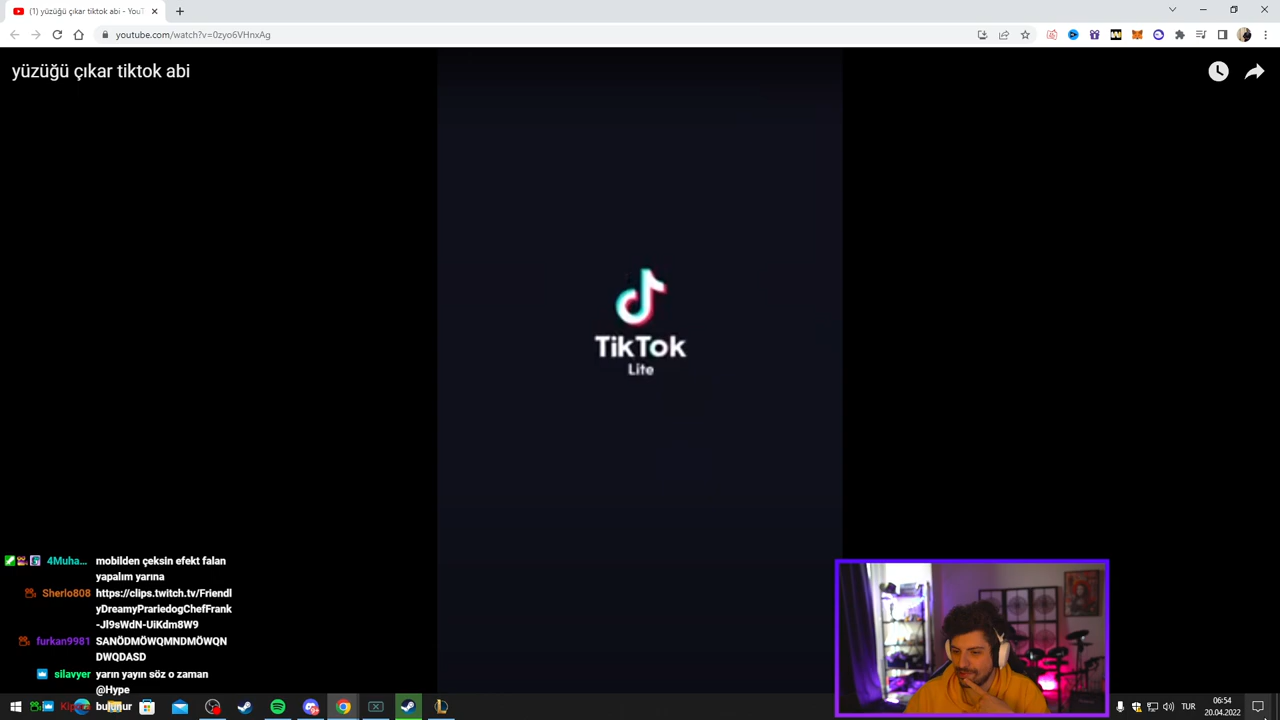 (1) yüzüğü çıkar tiktok abi - You
youtube.com/watch?v=0zyo6VHnxAg
yüzüğü çıkar tiktok abi
TikTok
Lite
4Muha... mobilden çeksin efekt falan
yapalım yarına
Sherlo808 https://clips.twitch.tv/Friendl
yDreamyPrariedogChefFrank
-Jl9sWdN-UiKdm8W9
furkan9981 SANÖDMÖWQMNDMÖWQN
DWQDASD
silavyer yarın yayın söz o zaman
@Hype
bulunur
TUR
06:54
20.04.2022